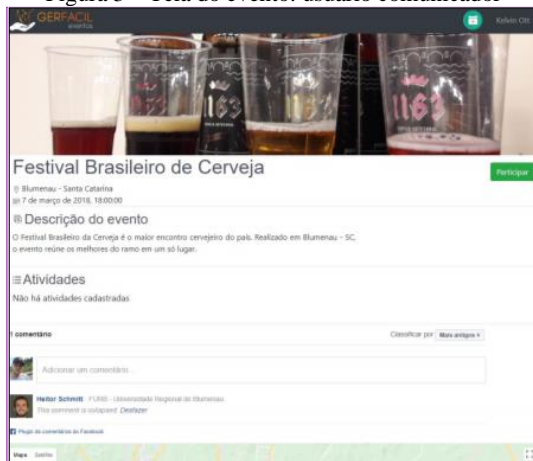 Figura 5 – Tela do evento: usuário comunicador
GERFACIL
eventos
Kelvin Ott
1163
1163
Festival Brasileiro de Cerveja
Participar
Blumenau - Santa Catarina
7 de março de 2018, 18:00:00
Descrição do evento
O Festival Brasileiro da Cerveja é o maior encontro cervejeiro do país. Realizado em Blumenau - SC,
o evento reúne os melhores do ramo em um só lugar.
Atividades
Não há atividades cadastradas
1 comentário
Classificar por Mais antigos
Adicionar um comentário...
Heitor Schmitt · FURB - Universidade Regional de Blumenau
This comment is collapsed Desfazer
Plugin de comentários do Facebook
Mapa Satélite